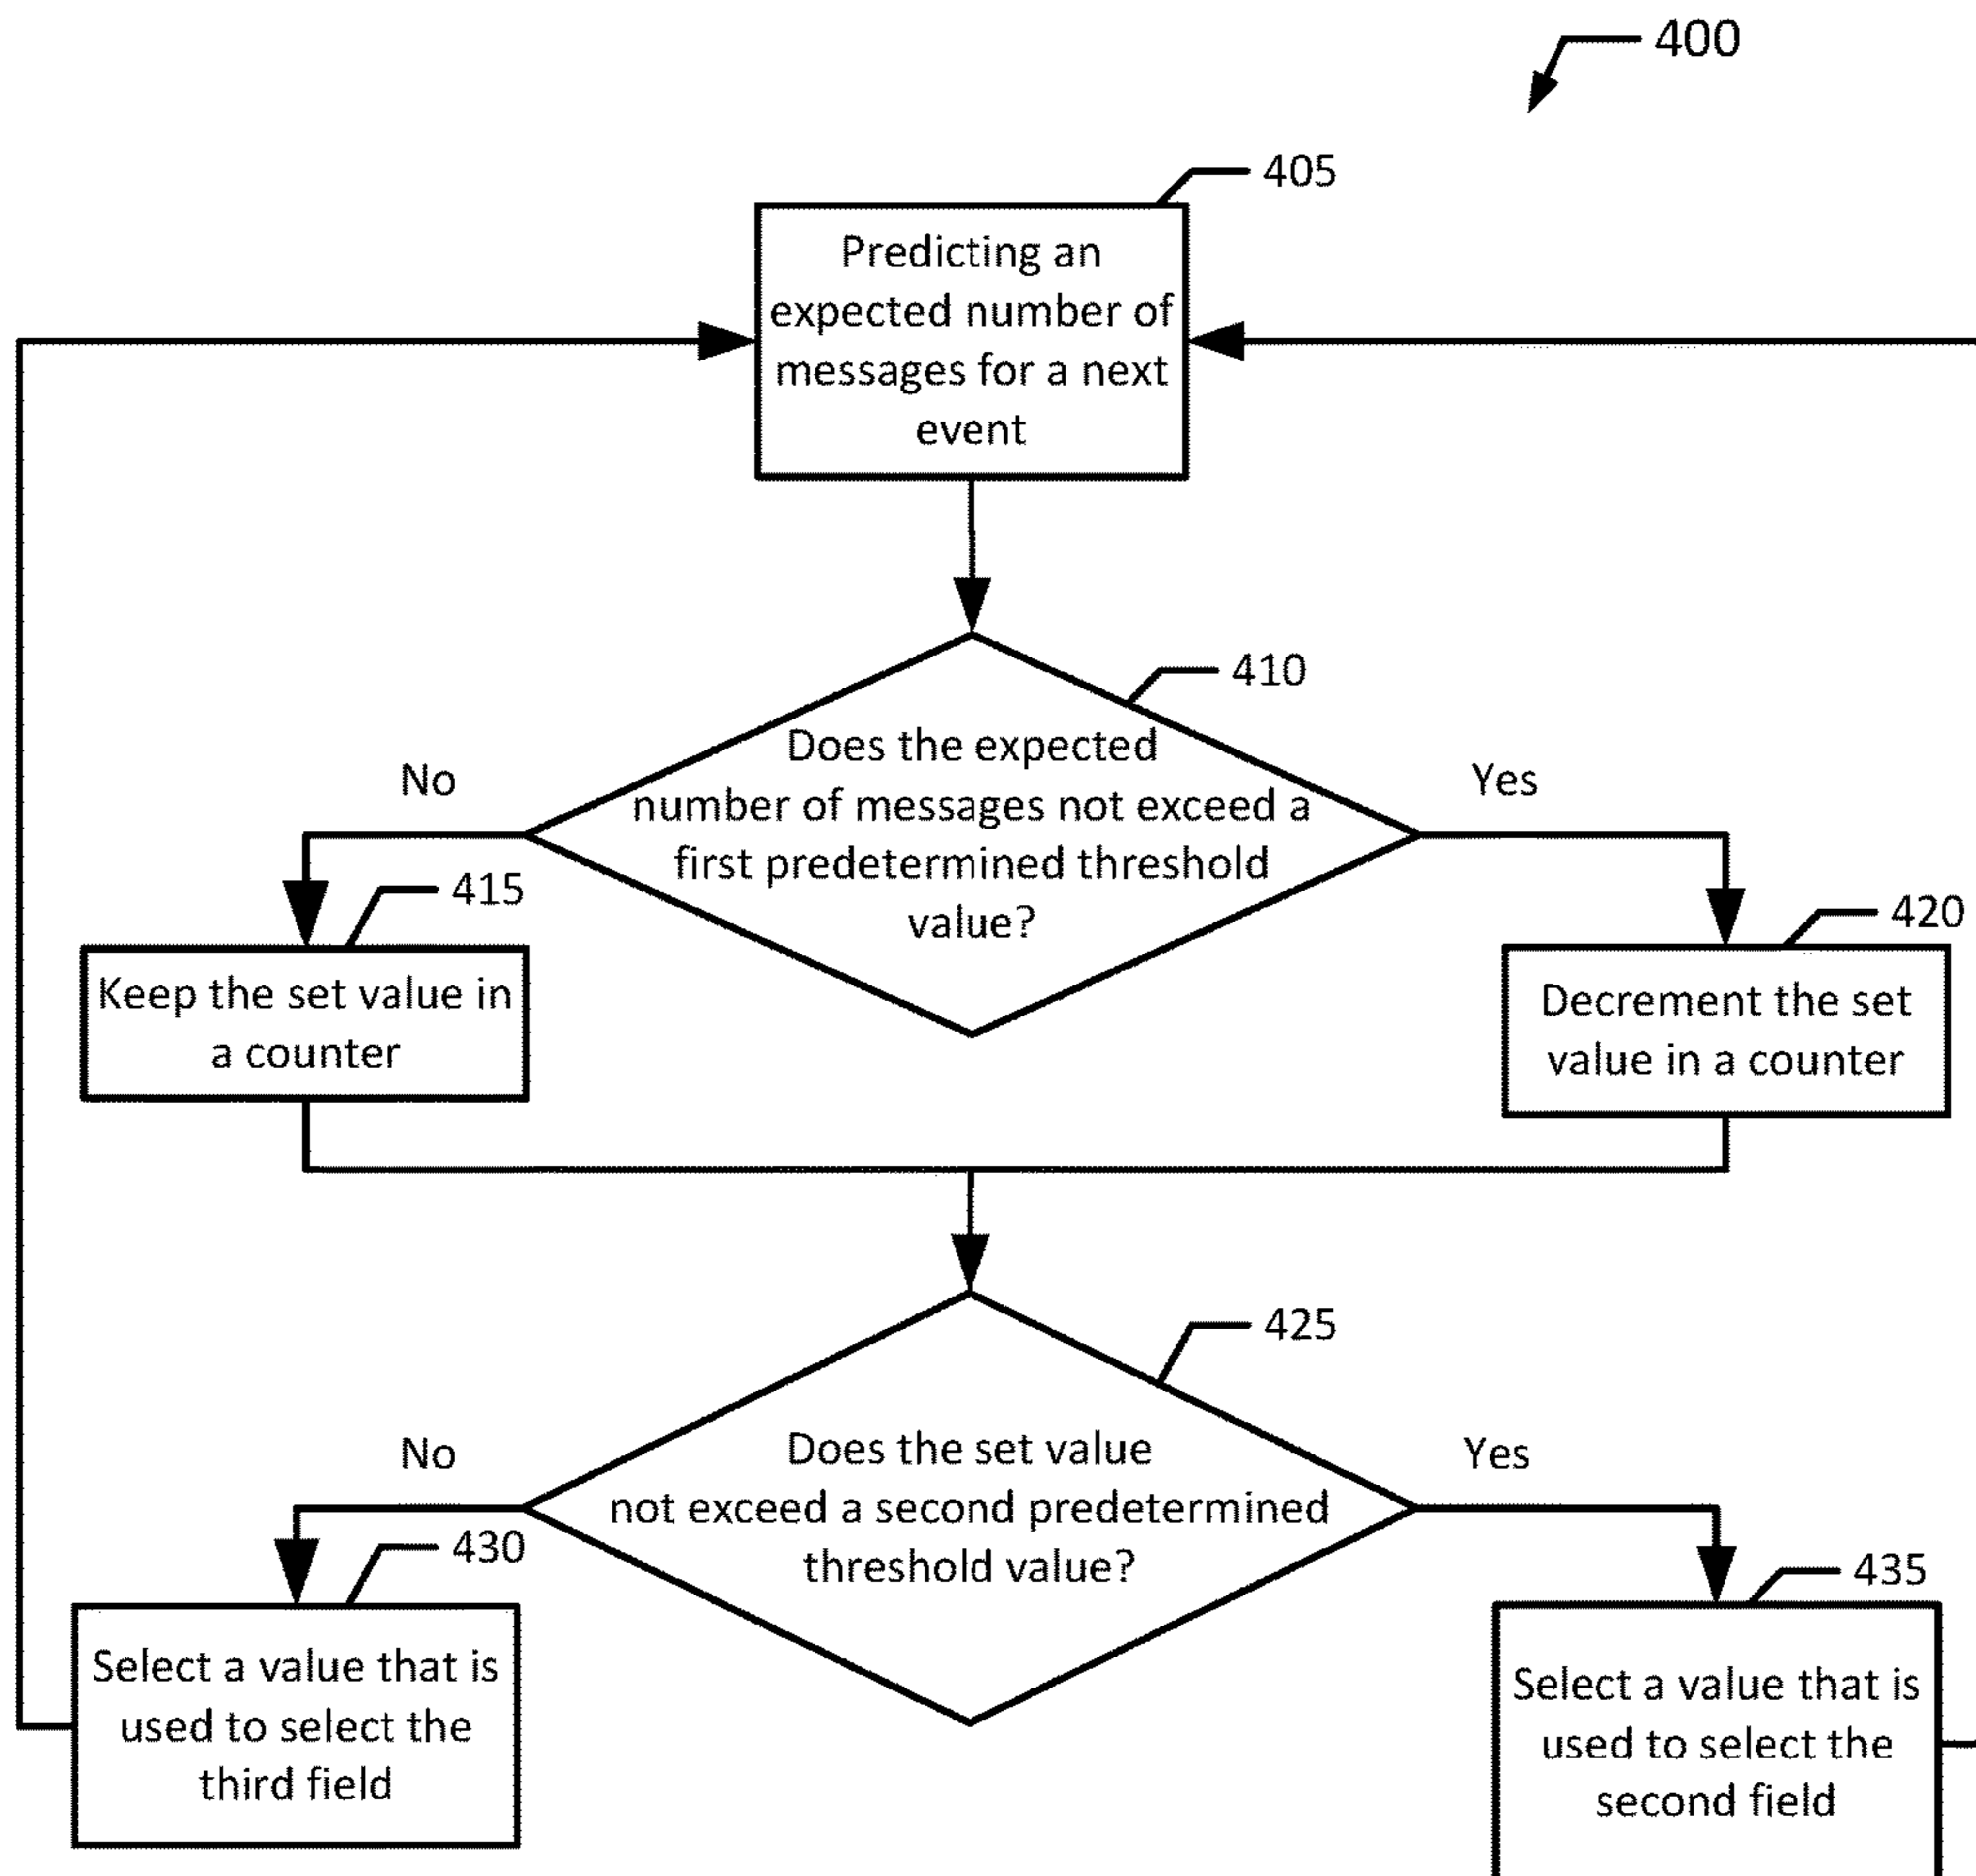 400
405
Predicting an
expected number of
messages for a next
event
410
Does the expected
number of messages not exceed a
first predetermined threshold
value?
No
Yes
415
Keep the set value in
a counter
420
Decrement the set
value in a counter
425
Does the set value
not exceed a second predetermined
threshold value?
No
Yes
430
Select a value that is
used to select the
third field
435
Select a value that is
used to select the
second field